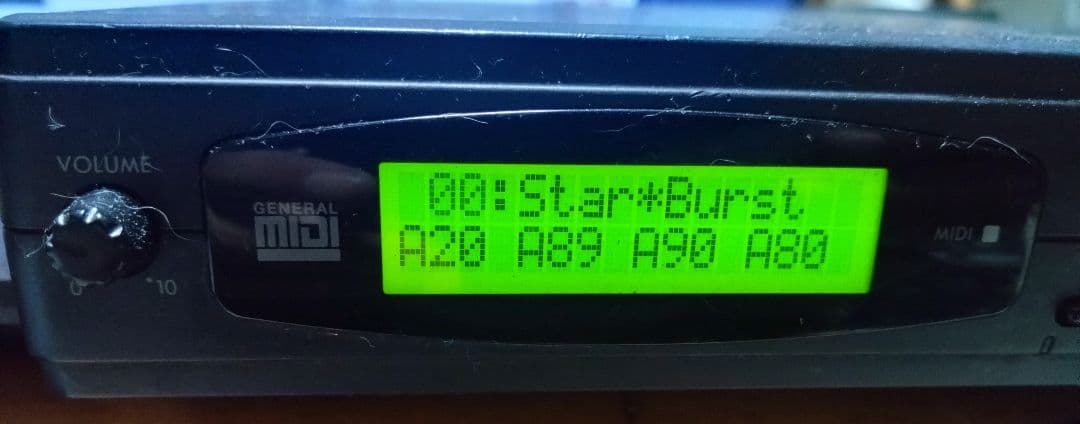 VOLUME
0 10
GENERAL
MIDI
00:Star*Burst
A20 A89 A90 A80
MIDI